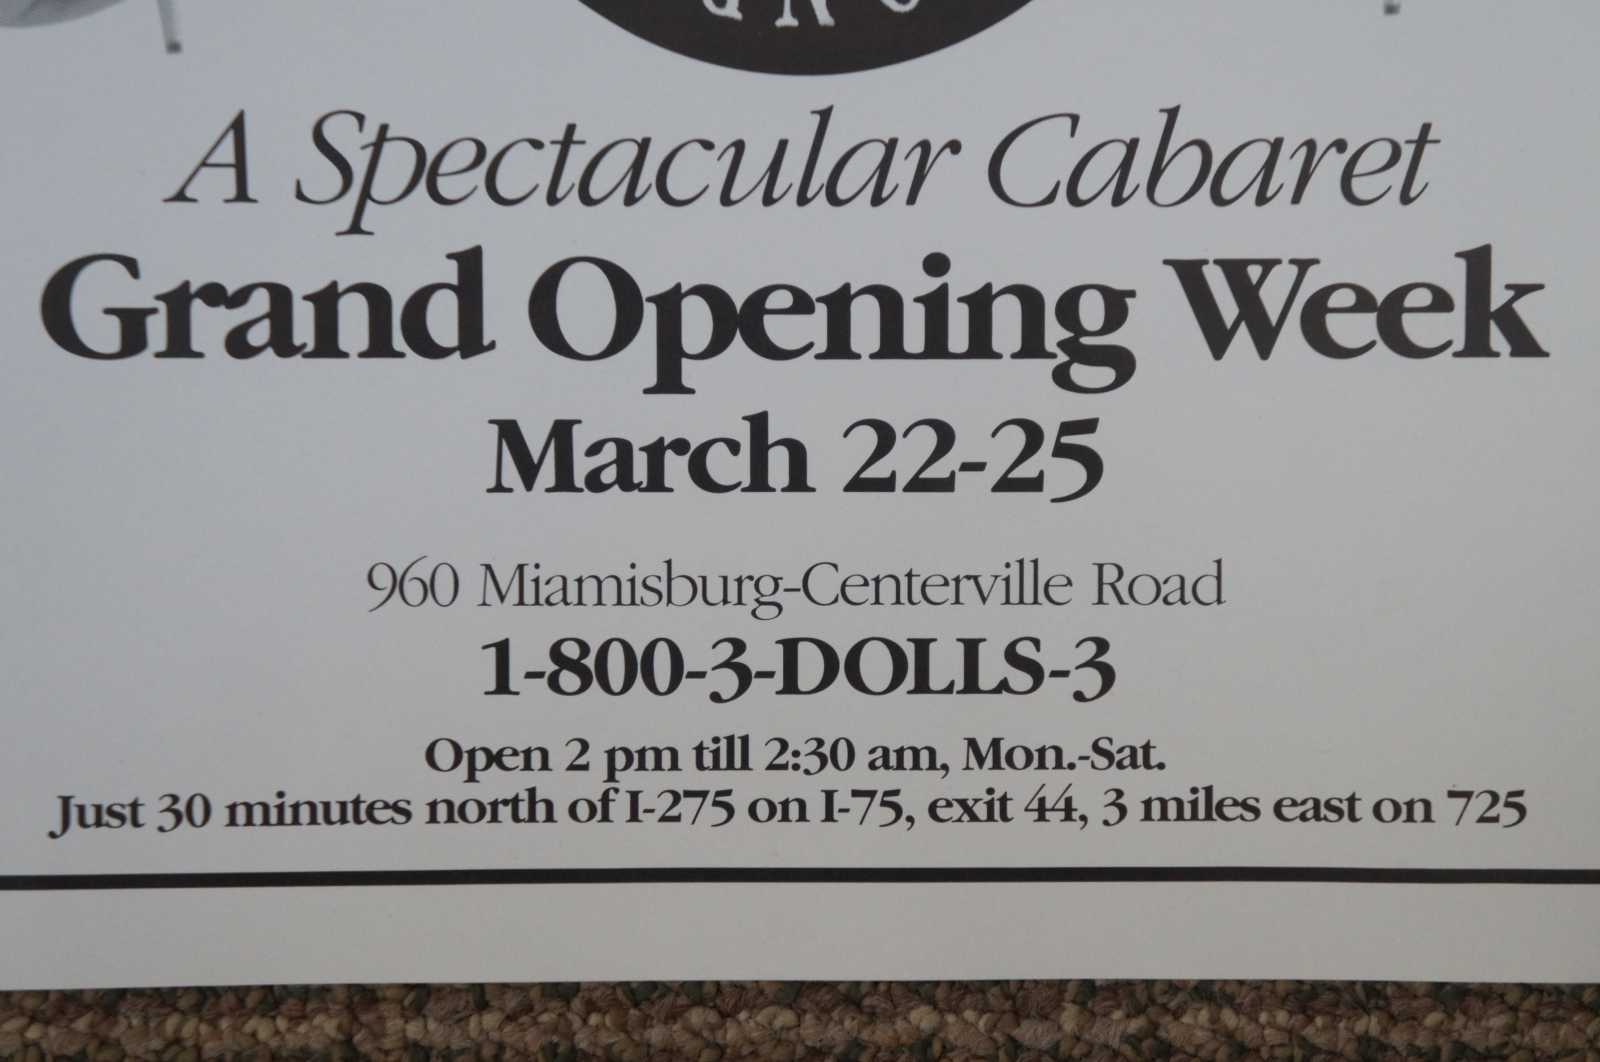 A Spectacular Cabaret
Grand Opening Week
March 22-25
960 Miamisburg-Centerville Road
1-800-3-DOLLS-3
Open 2 pm till 2:30 am, Mon.-Sat.
Just 30 minutes north of I-275 on I-75, exit 44, 3 miles east on 725